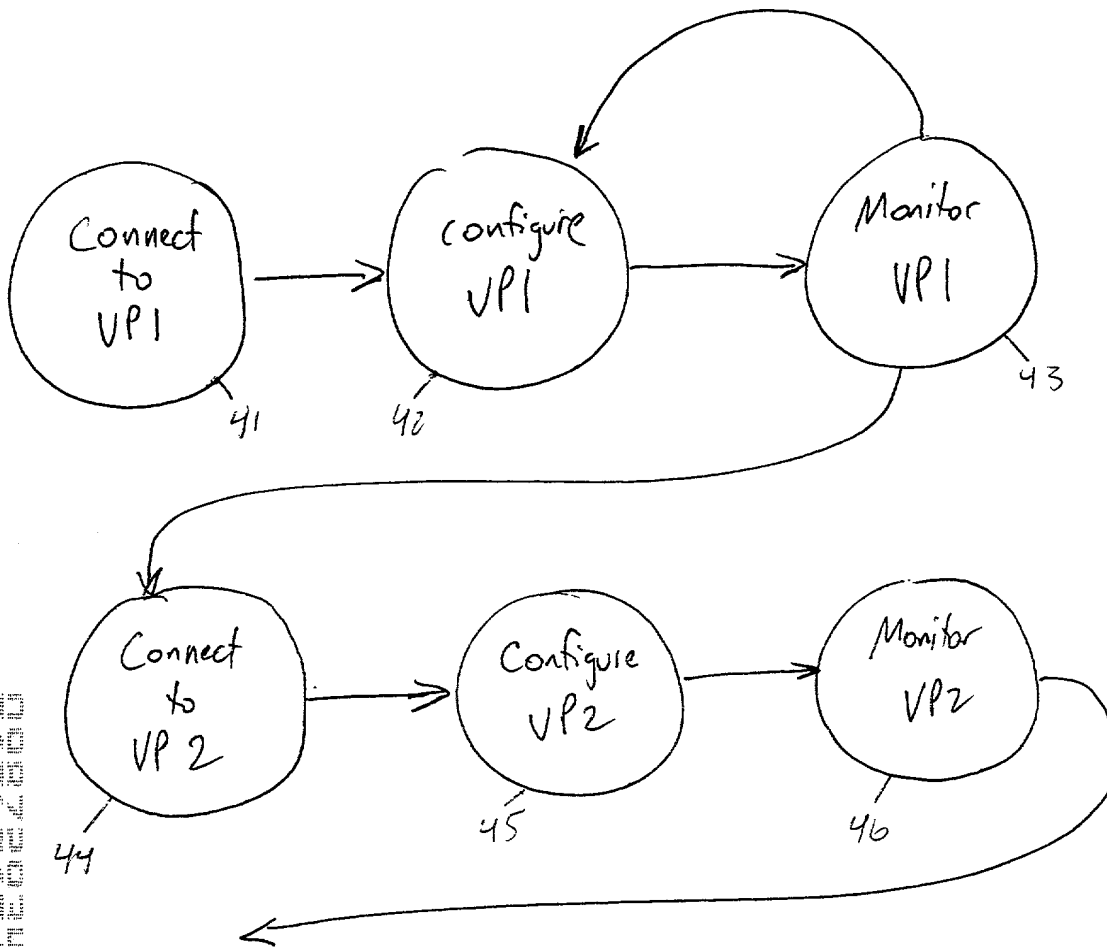 Connect
to
VP1
41
configure
VP1
42
Monitor
VP1
43
Connect
to
VP 2
44
Configure
VP2
45
Monitor
VP2
46